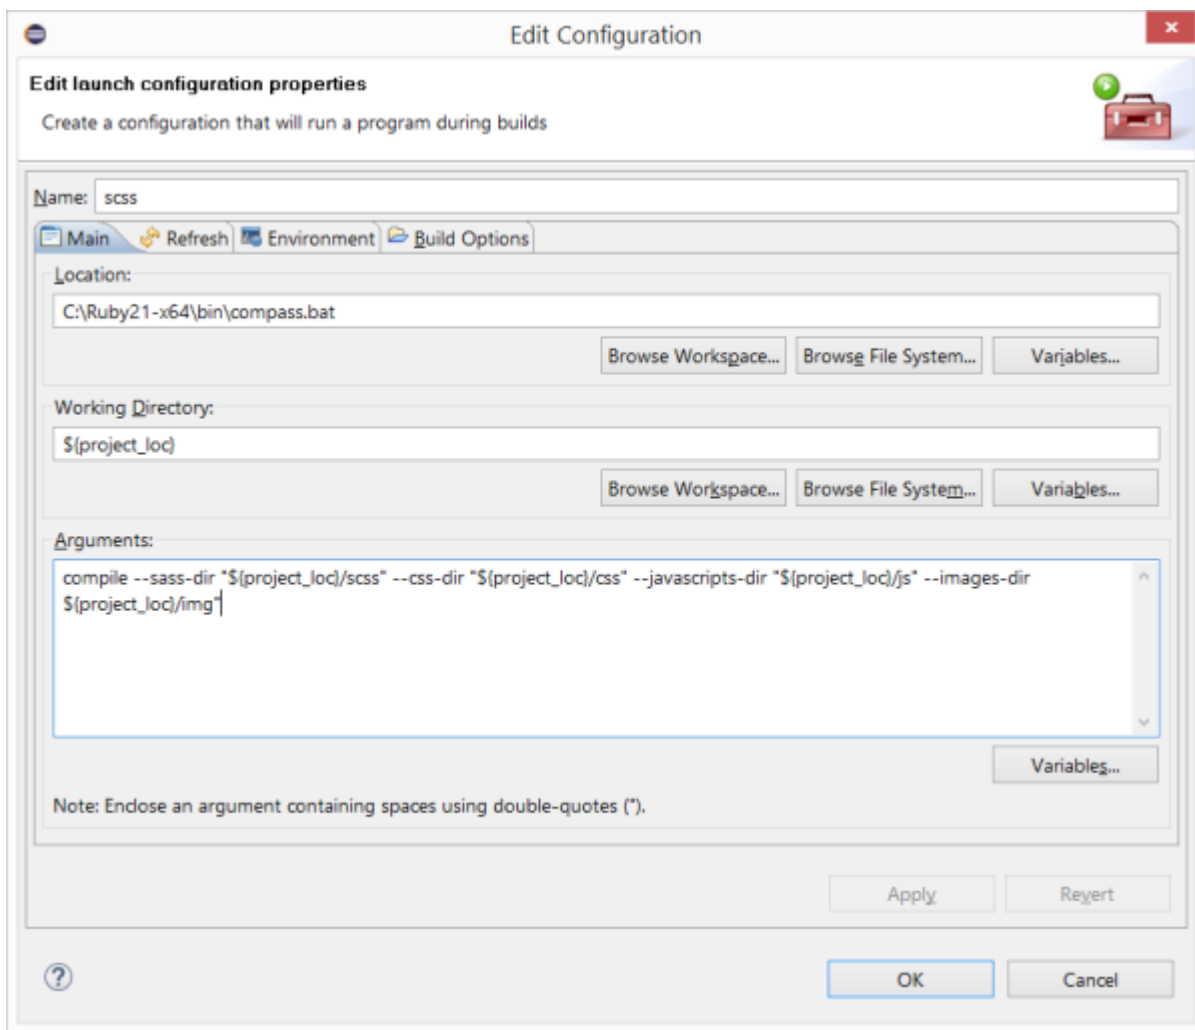 Edit Configuration
Edit launch configuration properties
Create a configuration that will run a program during builds
Name: scss
Main Refresh Environment Build Options
Location:
C:\Ruby21-x64\bin\compass.bat
Browse Workspace... Browse File System... Variables...
Working Directory:
${project_loc}
Browse Workspace... Browse File System... Variables...
Arguments:
compile --sass-dir "${project_loc}/scss" --css-dir "${project_loc}/css" --javascripts-dir "${project_loc}/js" --images-dir
${project_loc}/img"
Variables...
Note: Enclose an argument containing spaces using double-quotes (").
Apply Revert
OK Cancel